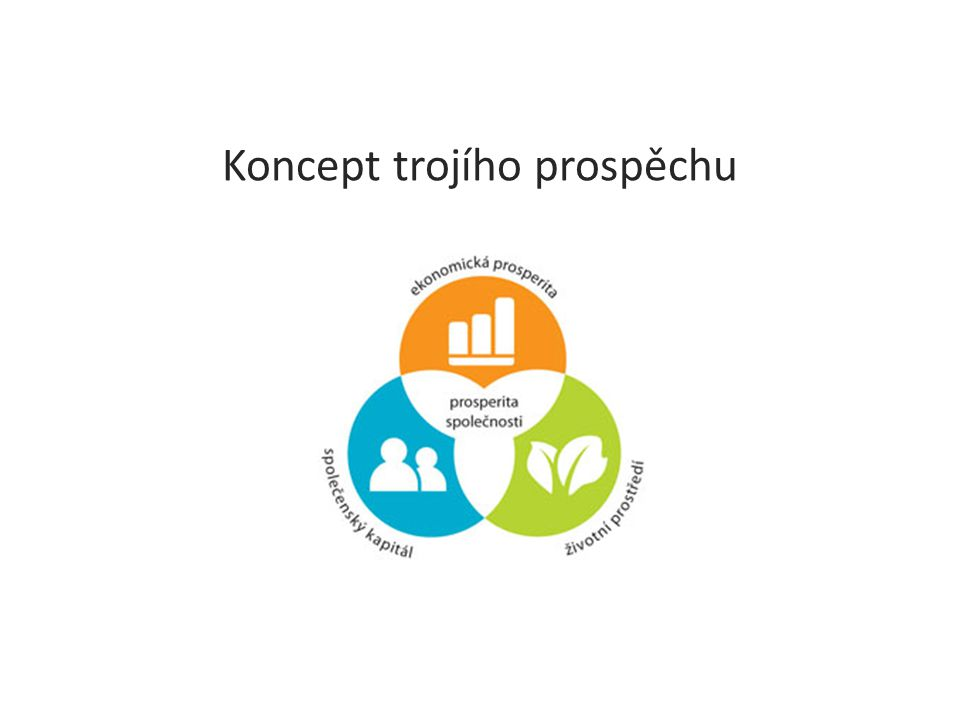 Koncept trojího prospěchu
ekonomická prosperita
prosperita
společnosti
společenský kapitál
životní prostředí